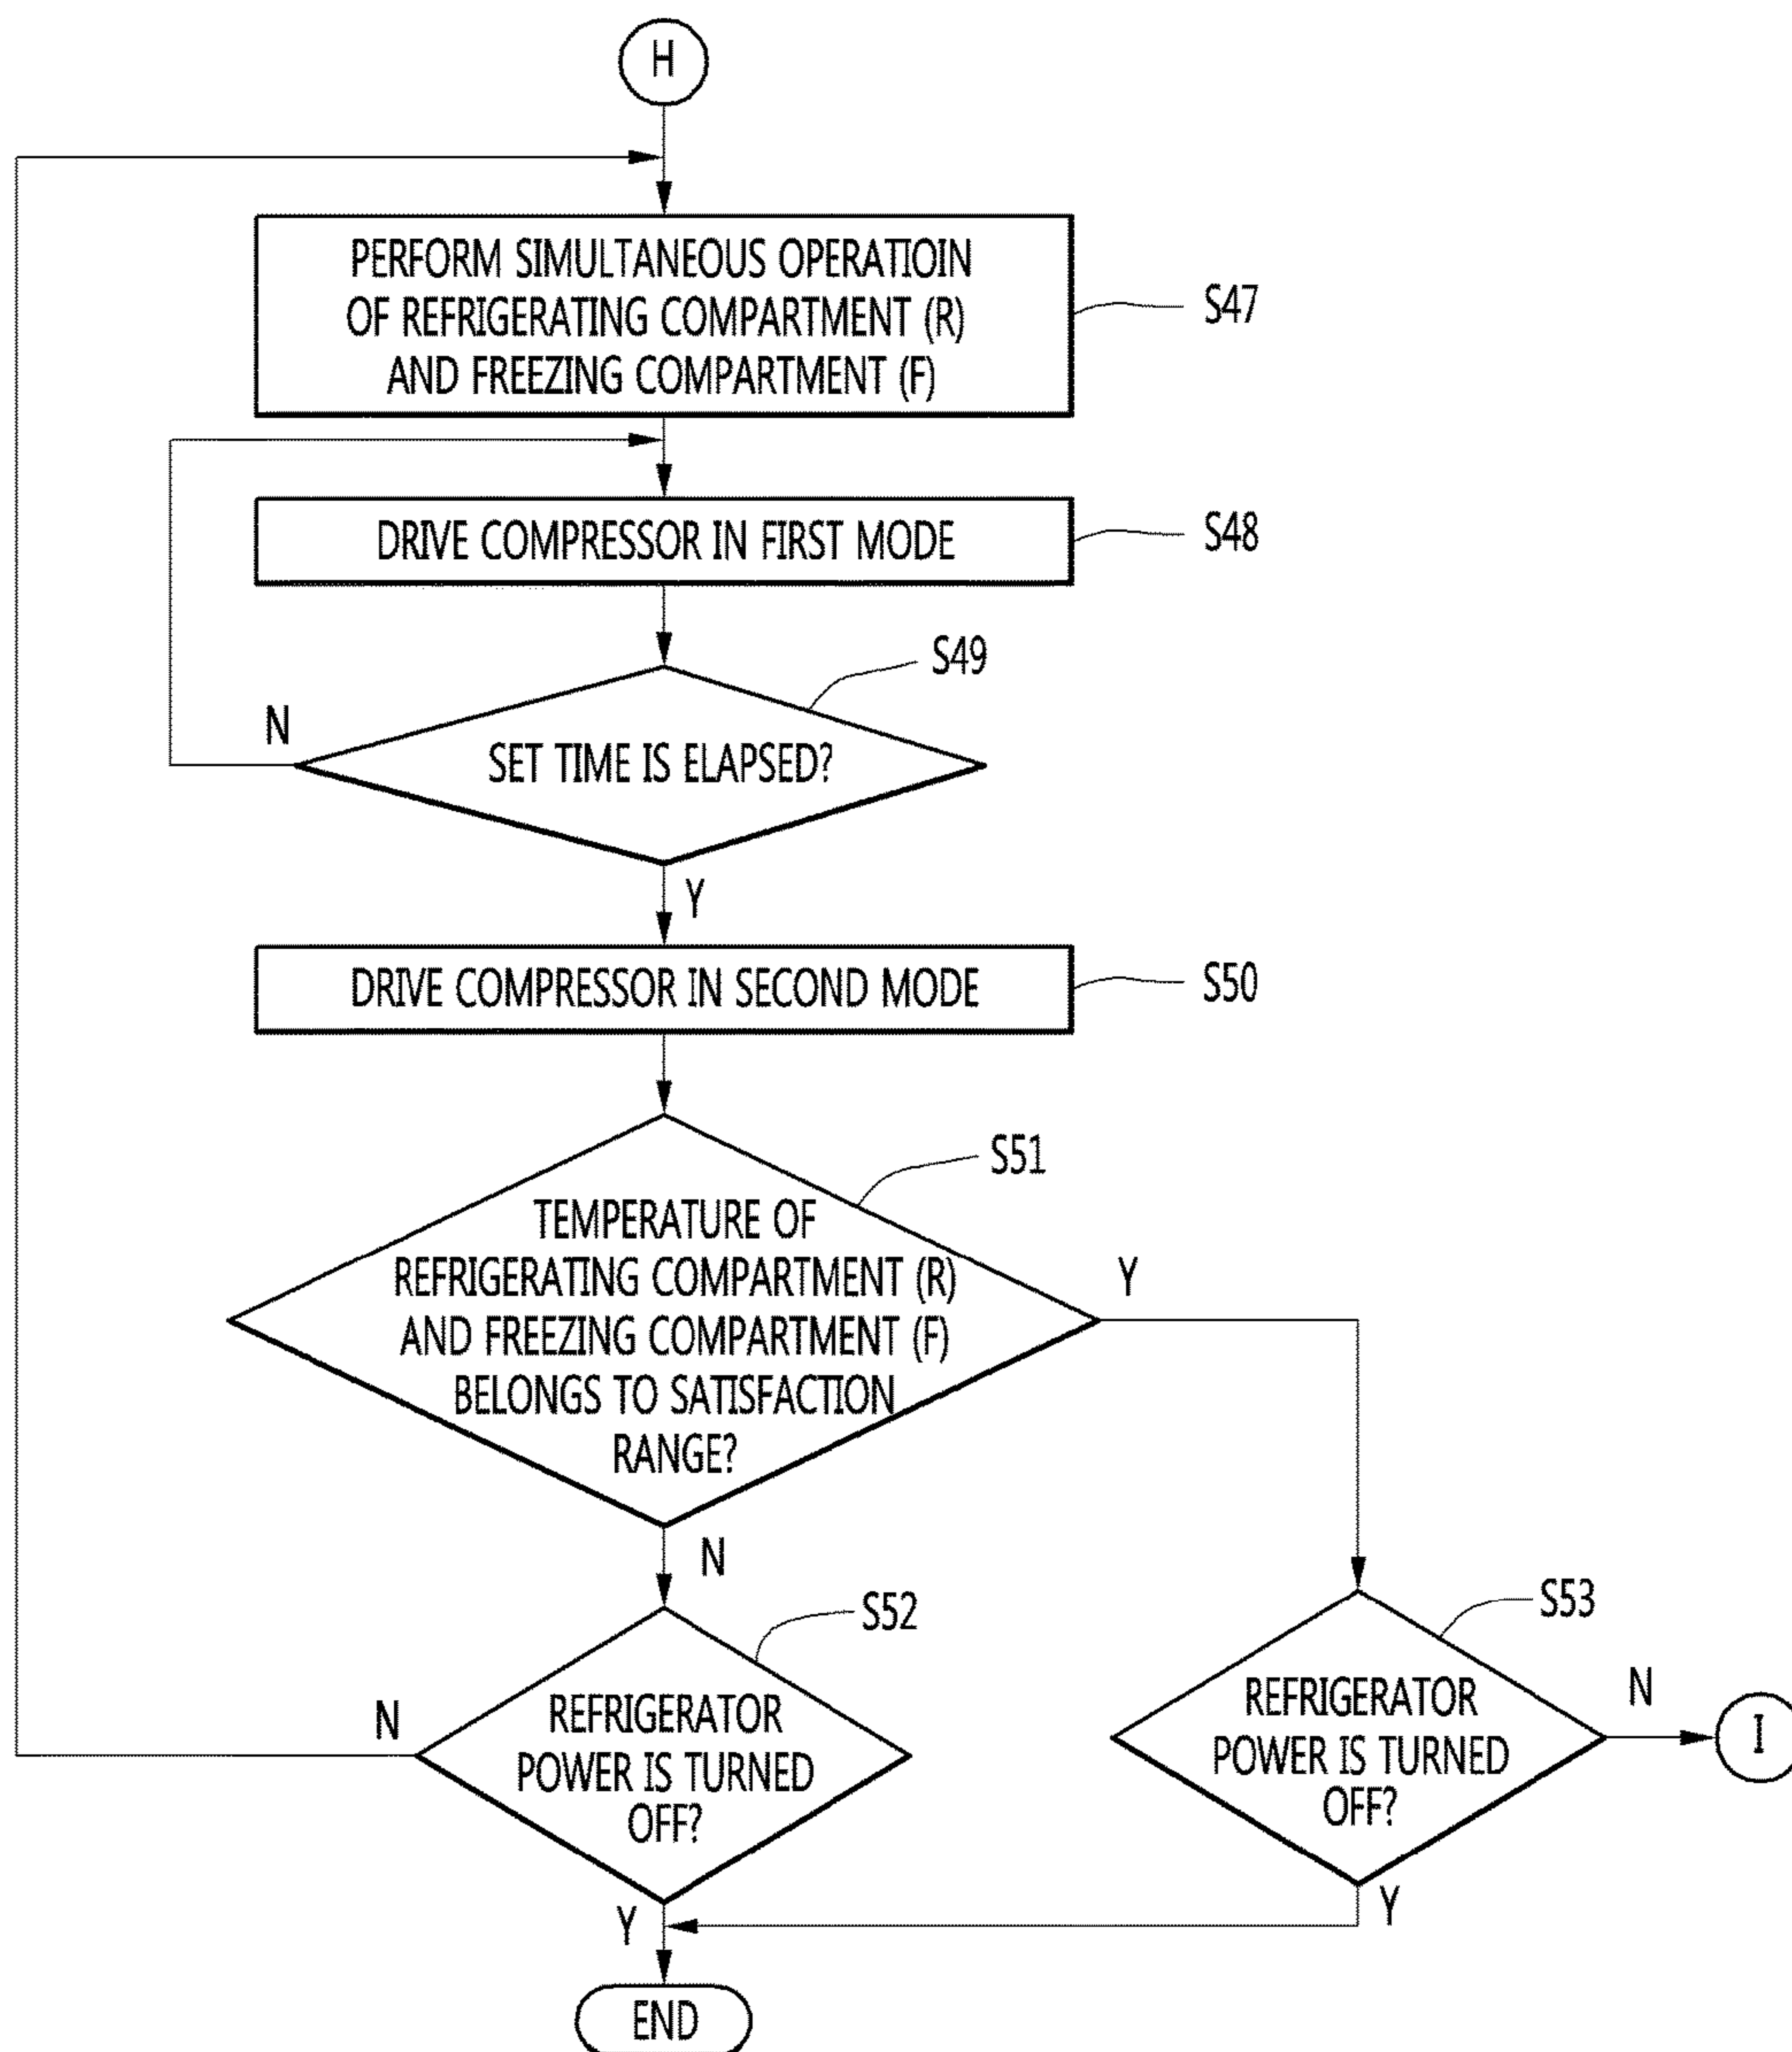 H
PERFORM SIMULTANEOUS OPERATIOIN
OF REFRIGERATING COMPARTMENT (R)
AND FREEZING COMPARTMENT (F)
S47
DRIVE COMPRESSOR IN FIRST MODE
S48
S49
N
SET TIME IS ELAPSED?
Y
DRIVE COMPRESSOR IN SECOND MODE
S50
S51
TEMPERATURE OF
REFRIGERATING COMPARTMENT (R)
AND FREEZING COMPARTMENT (F)
BELONGS TO SATISFACTION
RANGE?
Y
N
S52
S53
N
REFRIGERATOR
POWER IS TURNED
OFF?
REFRIGERATOR
POWER IS TURNED
OFF?
N
I
Y
Y
END